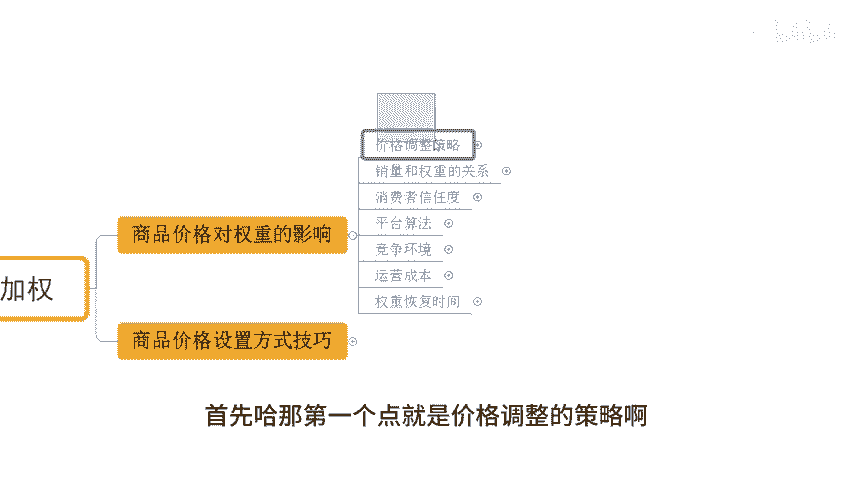 价格调整策略
销量和权重的关系
消费者信任度
平台算法
竞争环境
运营成本
权重恢复时间
商品价格对权重的影响
加权
商品价格设置方式技巧
首先哈那第一个点就是价格调整的策略啊